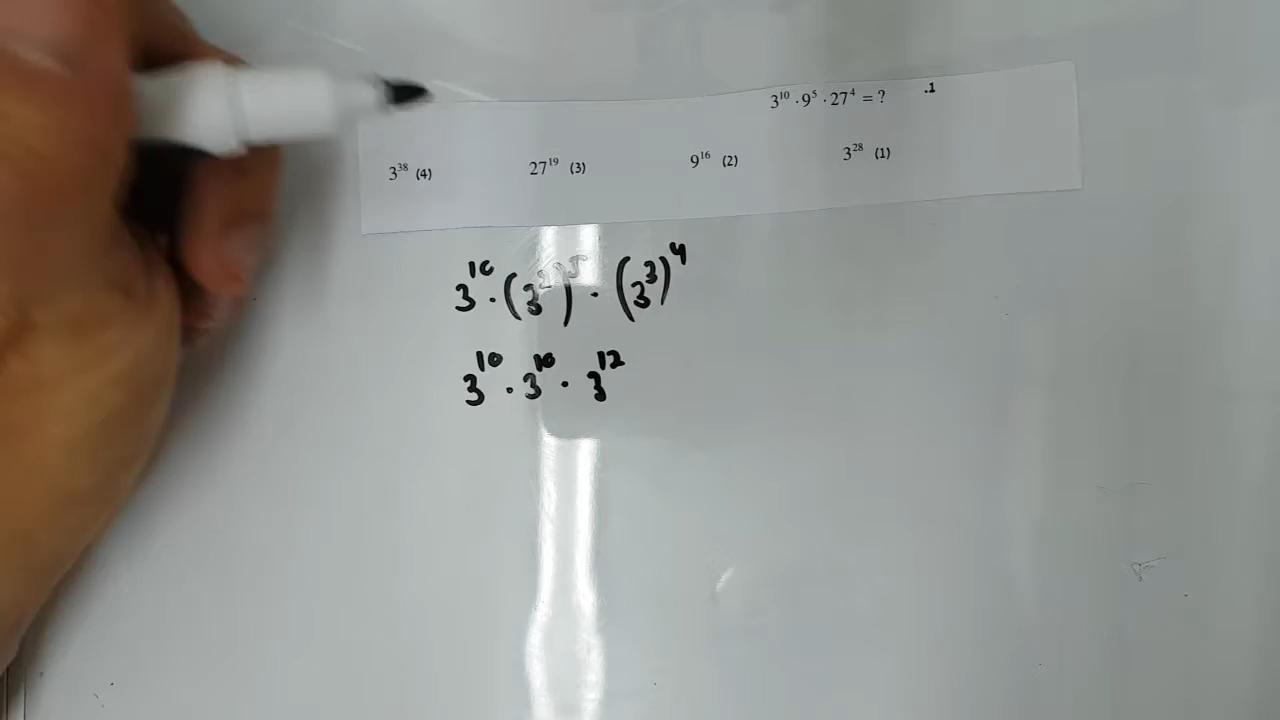 3¹⁰ · 9⁵ · 27⁴ = ? .1
3³⁸ (4) 27¹⁹ (3) 9¹⁶ (2) 3²⁸ (1)
3¹⁰ · (3²)⁵ · (3³)⁴
3¹⁰ · 3¹⁰ · 3¹²